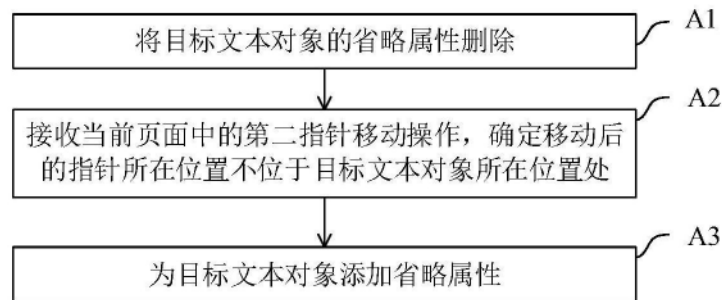 将目标文本对象的省略属性删除
A1
接收当前页面中的第二指针移动操作，确定移动后
的指针所在位置不位于目标文本对象所在位置处
A2
为目标文本对象添加省略属性
A3